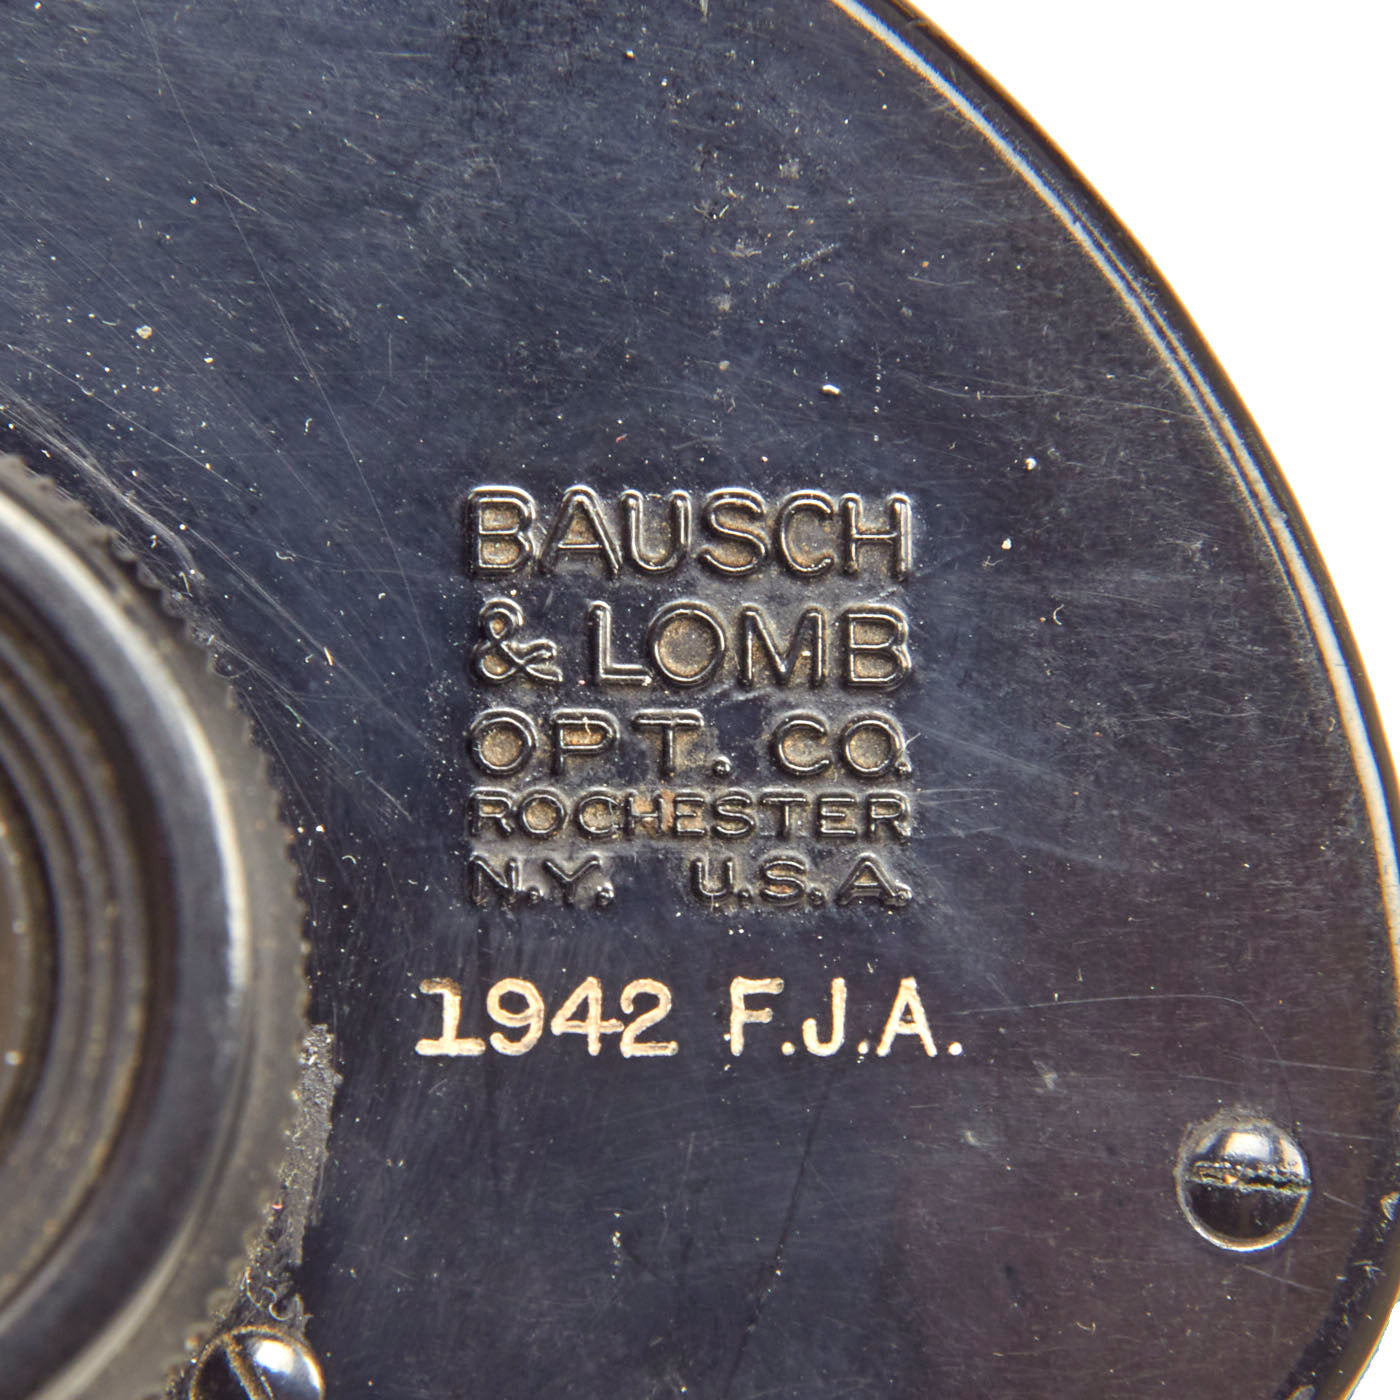 BAUSCH
& LOMB
OPT. CO.
ROCHESTER
N.Y. U.S.A.
1942 F.J.A.